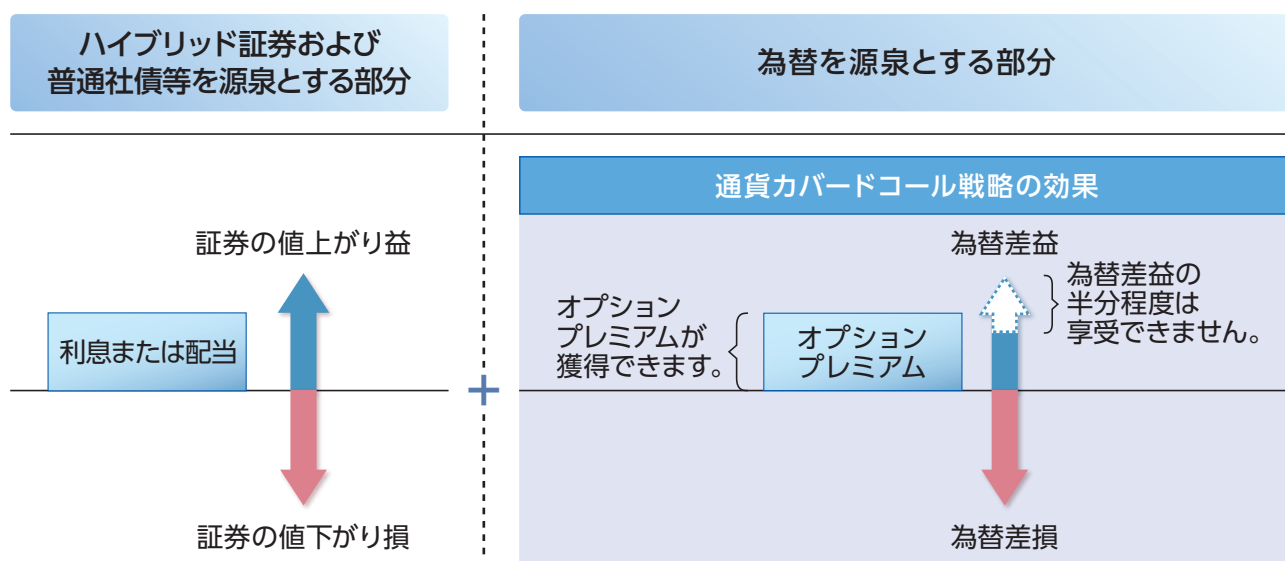 ハイブリッド証券および
普通社債等を源泉とする部分
為替を源泉とする部分
証券の値上がり益
利息または配当
証券の値下がり損
+
通貨カバードコール戦略の効果
為替差益
為替差益の
半分程度は
享受できません。
オプション
プレミアムが
獲得できます。
オプション
プレミアム
為替差損